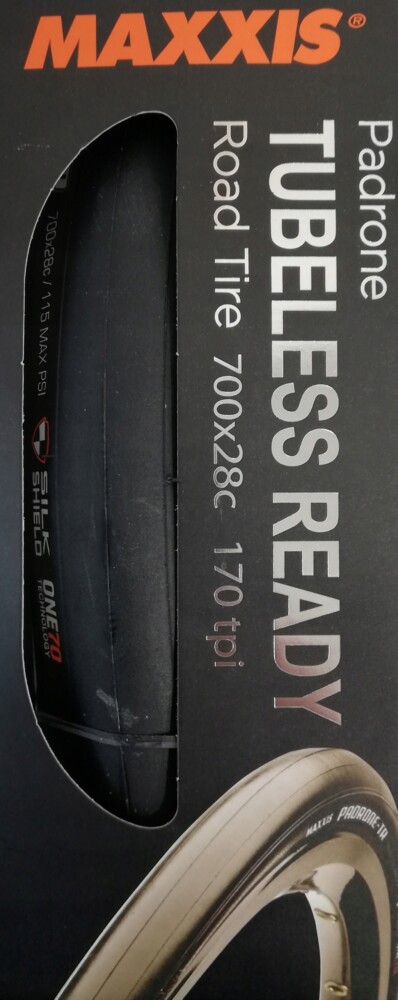 MAXXIS®
Padrone
TUBELESS READY
Road Tire 700x28c 170 tpi
700x28c / 115 MAX PSI
SILK
SHIELD
ONE70
TECHNOLOGY
MAXXIS PADRONE-TR